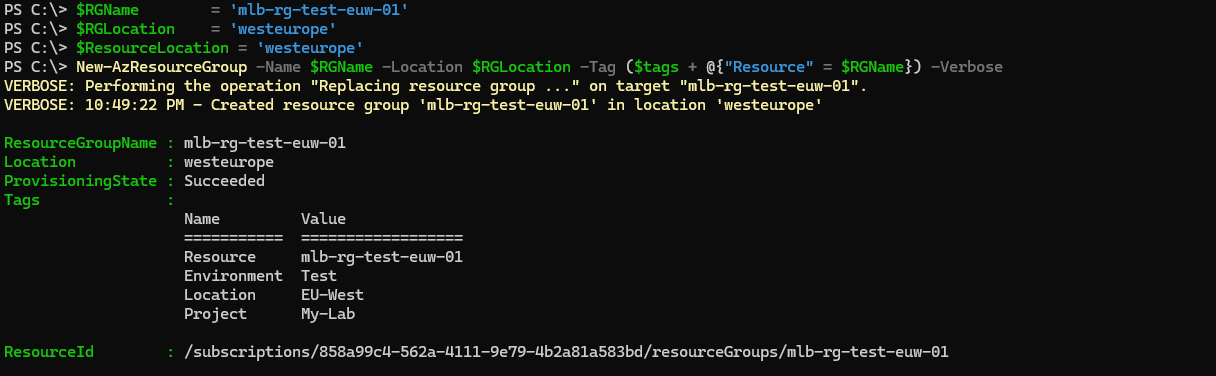 PS C:\> $RGName        = 'mlb-rg-test-euw-01'
PS C:\> $RGLocation    = 'westeurope'
PS C:\> $ResourceLocation = 'westeurope'
PS C:\> New-AzResourceGroup -Name $RGName -Location $RGLocation -Tag ($tags + @{"Resource" = $RGName}) -Verbose
VERBOSE: Performing the operation "Replacing resource group ..." on target "mlb-rg-test-euw-01".
VERBOSE: 10:49:22 PM - Created resource group 'mlb-rg-test-euw-01' in location 'westeurope'
ResourceGroupName : mlb-rg-test-euw-01
Location          : westeurope
ProvisioningState : Succeeded
Tags              :
                    Name         Value
                    ===========  ==================
                    Resource     mlb-rg-test-euw-01
                    Environment  Test
                    Location     EU-West
                    Project      My-Lab
ResourceId        : /subscriptions/858a99c4-562a-4111-9e79-4b2a81a583bd/resourceGroups/mlb-rg-test-euw-01